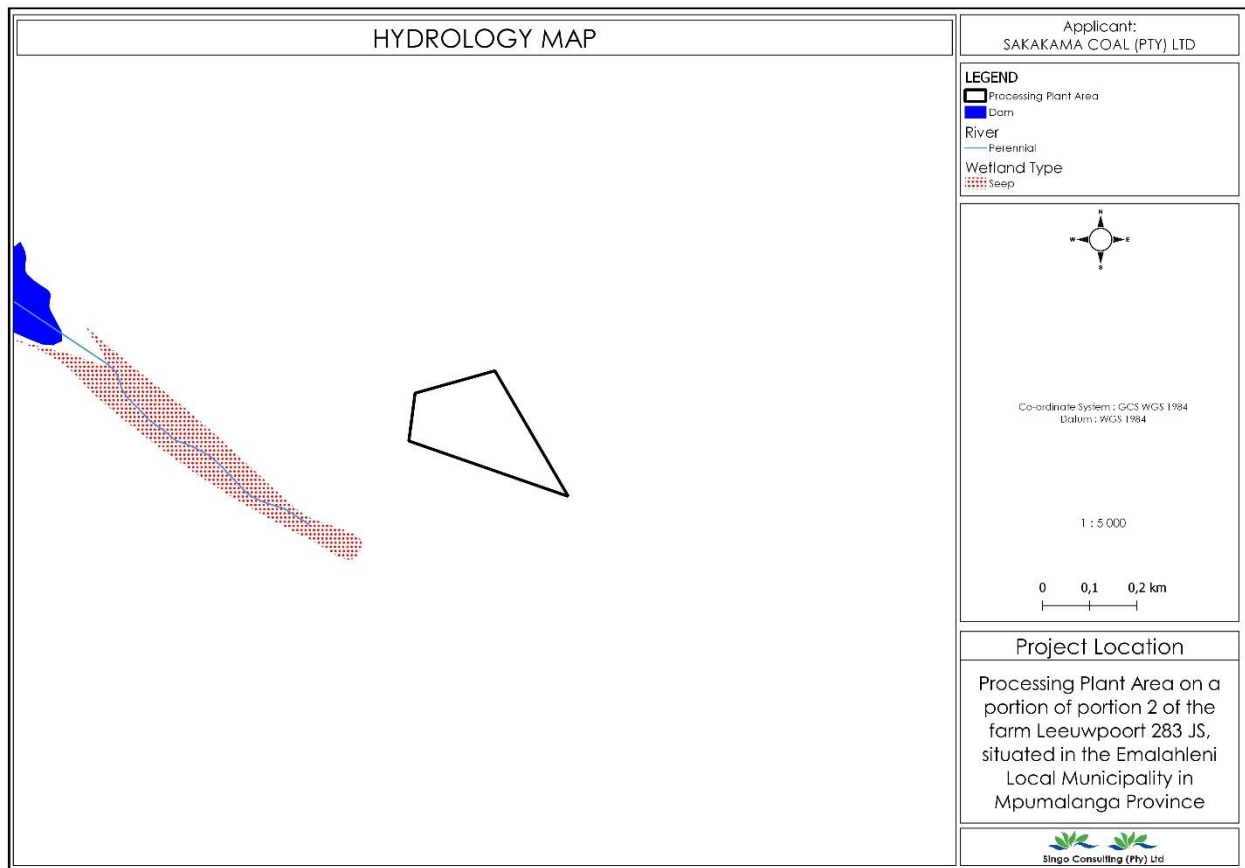 HYDROLOGY MAP
Applicant:
SAKAKAMA COAL (PTY) LTD
LEGEND
Processing Plant Area
Dam
River
Perennial
Wetland Type
Seep
N
W E
S
Co-ordinate System : GCS WGS 1984
Datum : WGS 1984
1 : 5 000
0 0,1 0,2 km
Project Location
Processing Plant Area on a
portion of portion 2 of the
farm Leeuwpoort 283 JS,
situated in the Emalahleni
Local Municipality in
Mpumalanga Province
Singo Consulting (Pty) Ltd